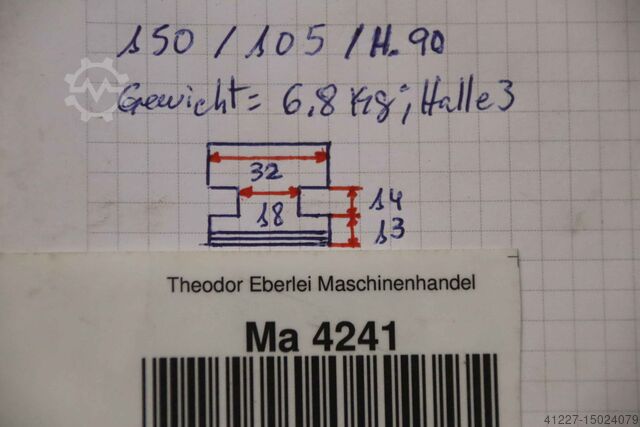 150 / 105 / H. 90
Gewicht = 6,8 Kg; Halle 3
32
18
14
13
Theodor Eberlei Maschinenhandel
Ma 4241
41227-15024079